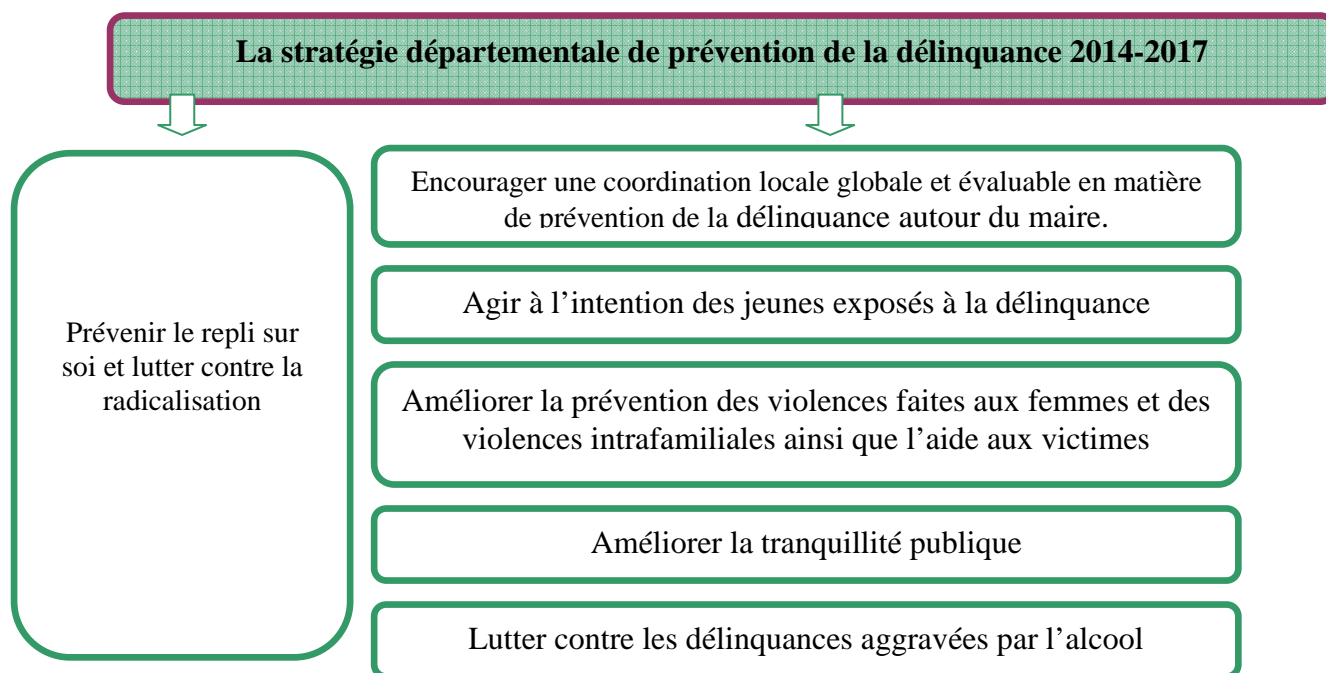 La stratégie départementale de prévention de la délinquance 2014-2017
Prévenir le repli sur
soi et lutter contre la
radicalisation
Encourager une coordination locale globale et évaluable en matière
de prévention de la délinquance autour du maire.
Agir à l’intention des jeunes exposés à la délinquance
Améliorer la prévention des violences faites aux femmes et des
violences intrafamiliales ainsi que l’aide aux victimes
Améliorer la tranquillité publique
Lutter contre les délinquances aggravées par l’alcool